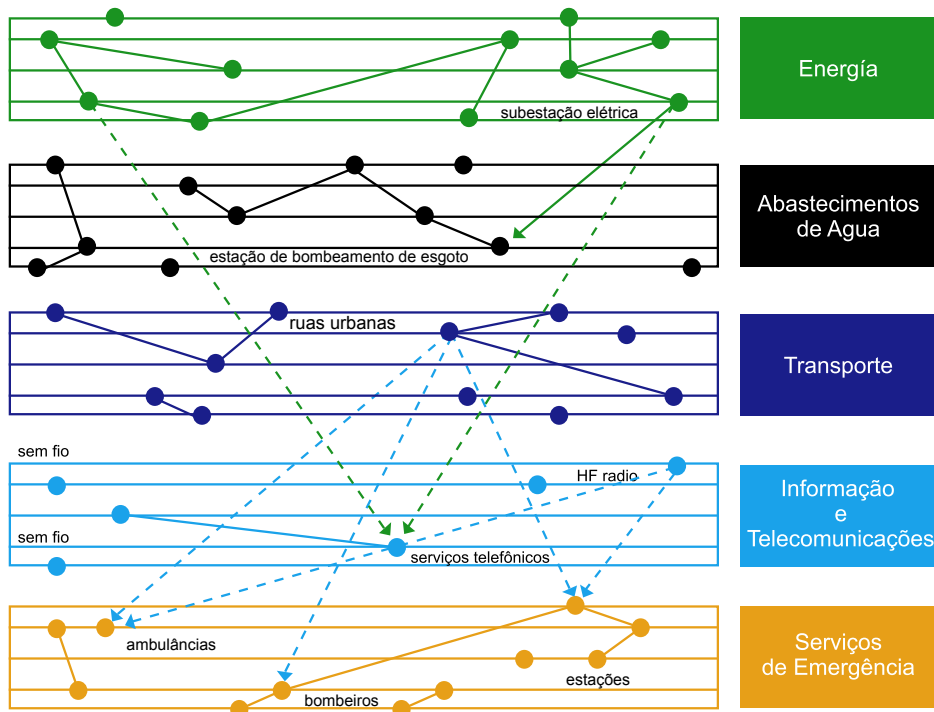 Energía
subestação elétrica
Abastecimentos
de Agua
estação de bombeamento de esgoto
ruas urbanas
Transporte
sem fio
HF radio
Informação
e
Telecomunicações
sem fio
serviços telefônicos
ambulâncias
Serviços
de Emergência
estações
bombeiros